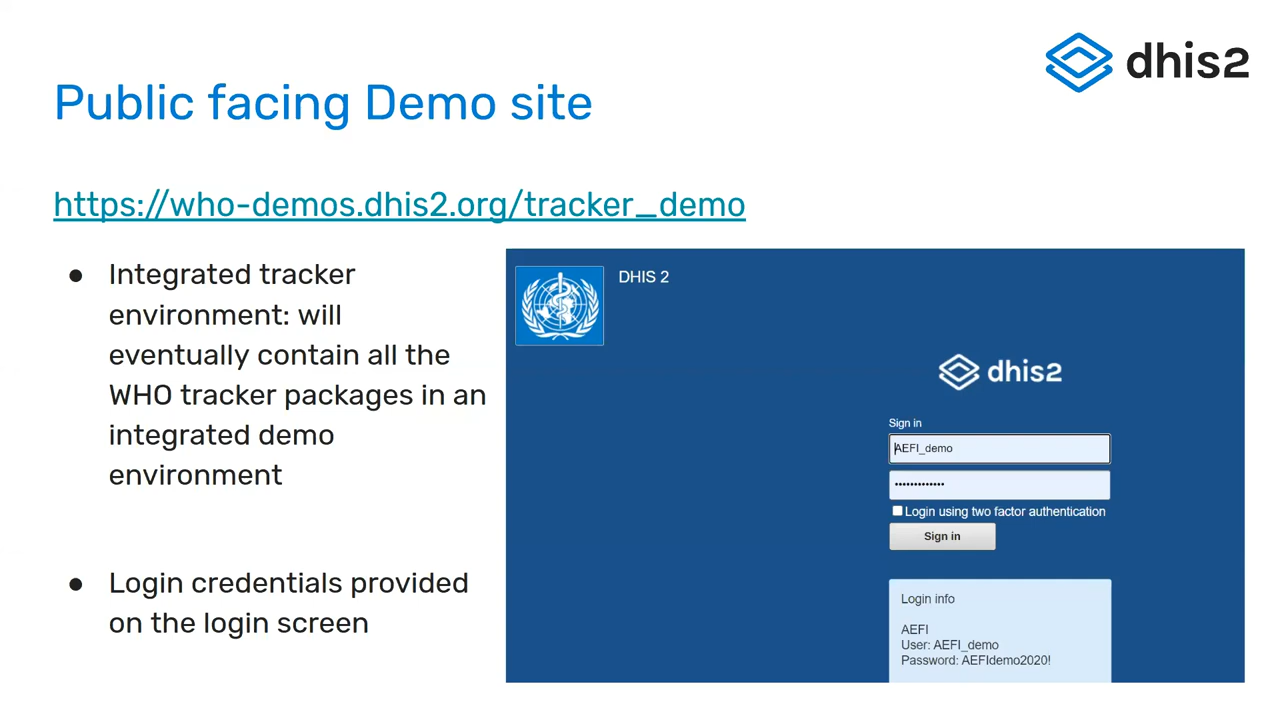 dhis2
Public facing Demo site
https://who-demos.dhis2.org/tracker_demo
● Integrated tracker
environment: will
eventually contain all the
WHO tracker packages in an
integrated demo
environment
● Login credentials provided
on the login screen
DHIS 2
dhis2
Sign in
AEFI_demo
•••••••••••••
Login using two factor authentication
Sign in
Login info
AEFI
User: AEFI_demo
Password: AEFIdemo2020!